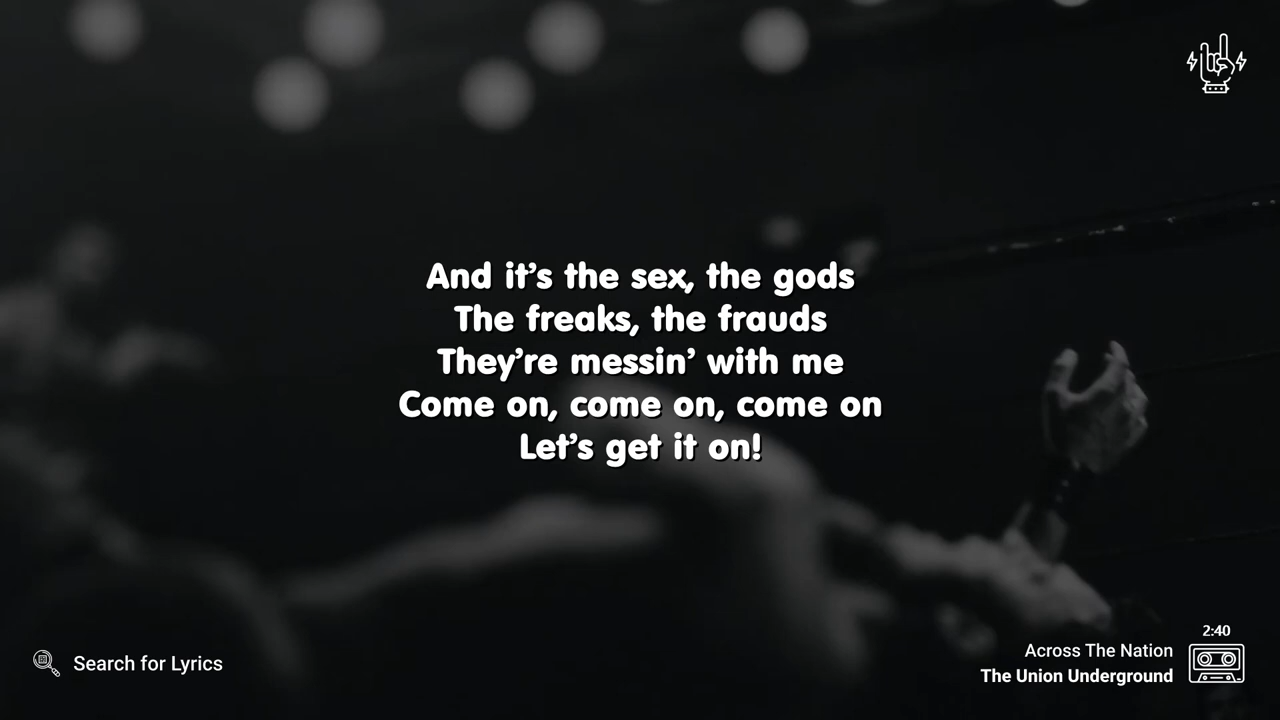 And it’s the sex, the gods
The freaks, the frauds
They’re messin’ with me
Come on, come on, come on
Let’s get it on!
2:40
Across The Nation
The Union Underground
Search for Lyrics